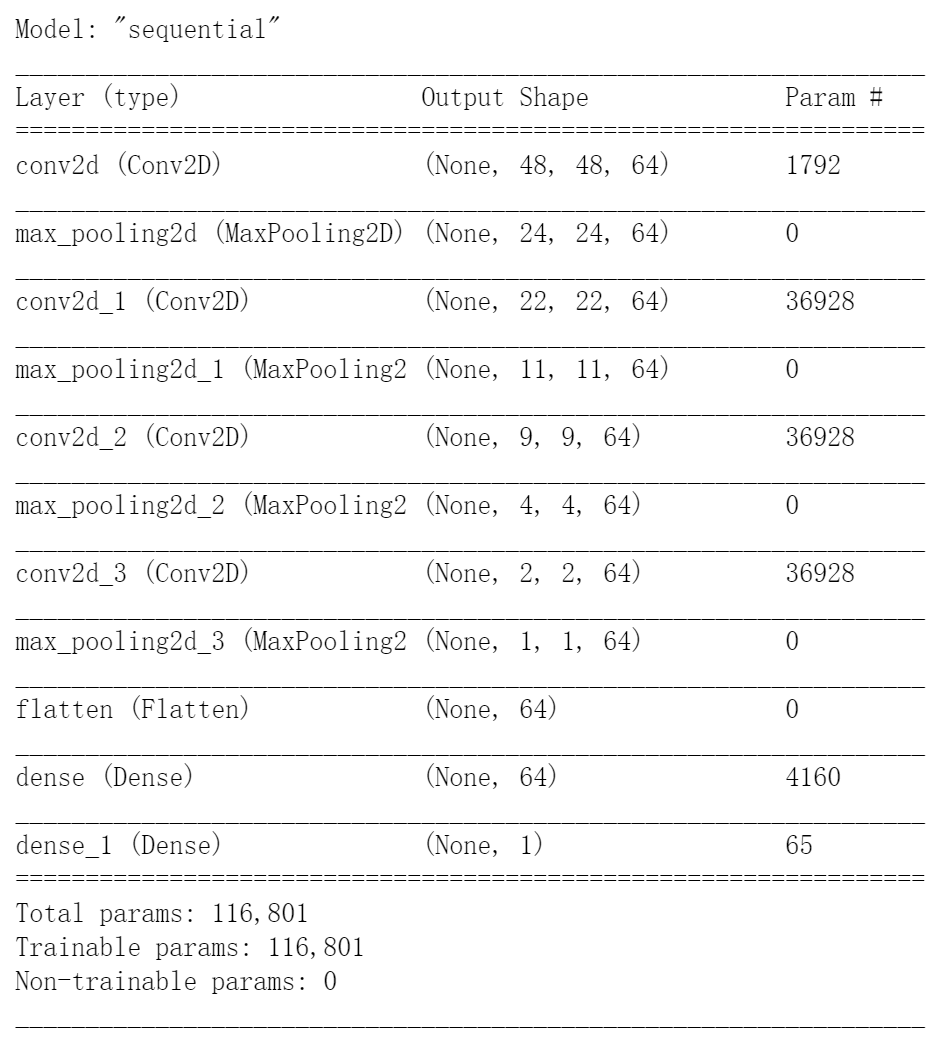 Model: "sequential"
Layer (type) Output Shape Param #
conv2d (Conv2D) (None, 48, 48, 64) 1792
max_pooling2d (MaxPooling2D) (None, 24, 24, 64) 0
conv2d_1 (Conv2D) (None, 22, 22, 64) 36928
max_pooling2d_1 (MaxPooling2 (None, 11, 11, 64) 0
conv2d_2 (Conv2D) (None, 9, 9, 64) 36928
max_pooling2d_2 (MaxPooling2 (None, 4, 4, 64) 0
conv2d_3 (Conv2D) (None, 2, 2, 64) 36928
max_pooling2d_3 (MaxPooling2 (None, 1, 1, 64) 0
flatten (Flatten) (None, 64) 0
dense (Dense) (None, 64) 4160
dense_1 (Dense) (None, 1) 65
Total params: 116,801
Trainable params: 116,801
Non-trainable params: 0